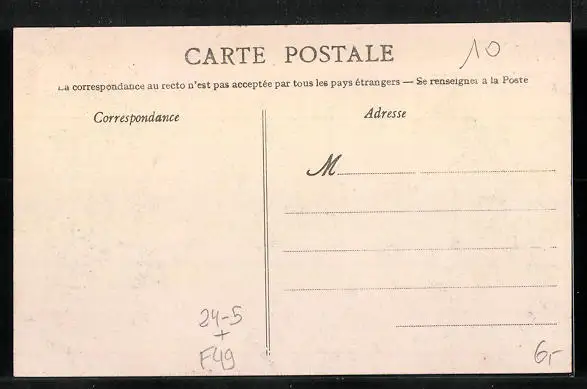 CARTE POSTALE
10
La correspondance au recto n'est pas acceptée par tous les pays étrangers — Se renseigner à la Poste
Correspondance
Adresse
M
24-5
+
F49
6,-